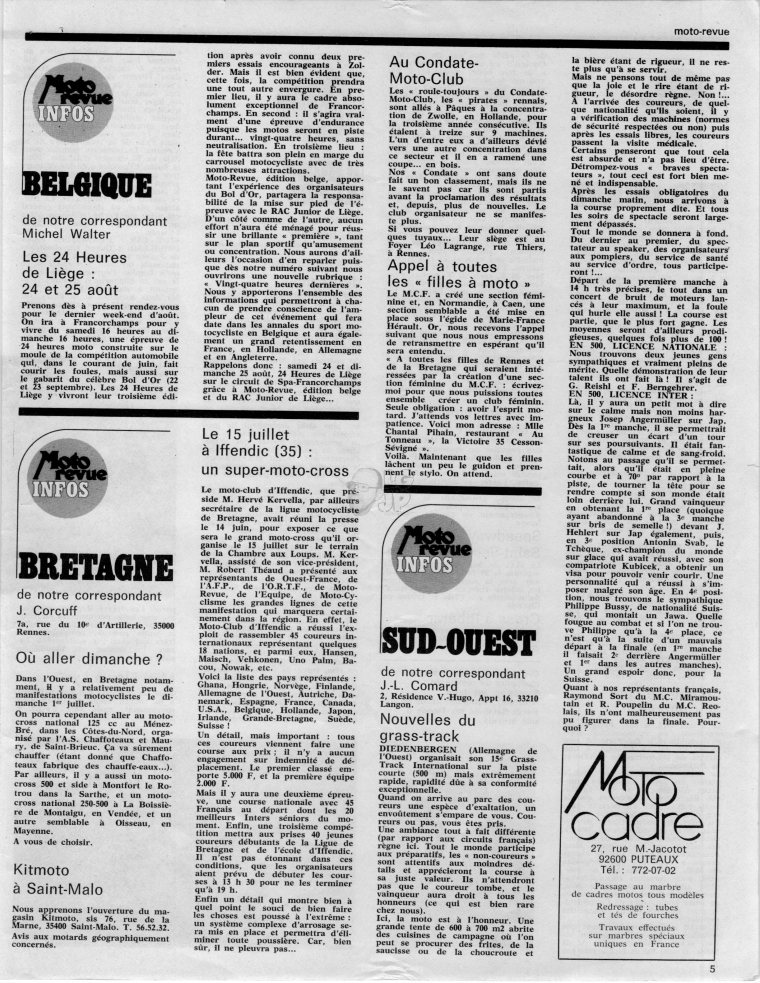 moto-revue
Moto
revue
INFOS
BELGIQUE
de notre correspondant
Michel Walter
Les 24 Heures
de Liège :
24 et 25 août
Prenons dès à présent rendez-vous
pour le dernier week-end d'août.
On ira à Francorchamps pour y
vivre du samedi 16 heures au di-
manche 16 heures, une épreuve de
24 heures moto construite sur le
moule de la compétition automobile
qui, dans le courant de juin, fait
courir les foules, mais aussi sur
le gabarit du célèbre Bol d'Or (22
et 23 septembre). Les 24 Heures de
Liège y vivront leur troisième édi-
tion après avoir connu deux pre-
miers essais encourageants à Zol-
der. Mais il est bien évident que,
cette fois, la compétition prendra
une tout autre envergure. En pre-
mier lieu, il y aura le cadre abso-
lument exceptionnel de Francor-
champs. En second : il s'agira vrai-
ment d'une épreuve d'endurance
puisque les motos seront en piste
durant... vingt-quatre heures, sans
neutralisation. En troisième lieu :
la fête battra son plein en marge du
carrousel motocycliste avec de très
nombreuses attractions.
Moto-Revue, édition belge, appor-
tant l'expérience des organisateurs
du Bol d'Or, partagera la responsa-
bilité de la mise sur pied de l'é-
preuve avec le RAC Junior de Liège.
D'un côté comme de l'autre, aucun
effort n'aura été ménagé pour réus-
sir une brillante « première », tant
sur le plan sportif qu'amusement
ou concentration. Nous aurons d'ail-
leurs l'occasion d'en reparler puis-
que dès notre numéro suivant nous
ouvrirons une nouvelle rubrique :
« Vingt-quatre heures dernières ».
Nous y apporterons l'ensemble des
informations qui permettront à cha-
cun de prendre conscience de l'am-
pleur de cet événement qui fera
date dans les annales du sport mo-
tocycliste en Belgique et aura égale-
ment un grand retentissement en
France, en Hollande, en Allemagne
et en Angleterre.
Rappelons donc : samedi 24 et di-
manche 25 août, 24 Heures de Liège
sur le circuit de Spa-Francorchamps
grâce à Moto-Revue, édition belge
et du RAC Junior de Liège...
Moto
revue
INFOS
BRETAGNE
de notre correspondant
J. Corcuff
7a, rue du 10e d'Artillerie, 35000
Rennes.
Où aller dimanche ?
Dans l'Ouest, en Bretagne notam-
ment, il y a relativement peu de
manifestations motocyclistes le di-
manche 1er juillet.
On pourra cependant aller au moto-
cross national 125 cc au Ménez-
Bré, dans les Côtes-du-Nord, orga-
nisé par l'A.S. Chaffoteaux et Mau-
ry, de Saint-Brieuc. Ça va sûrement
chauffer (étant donné que Chaffo-
teaux fabrique des chauffe-eaux..).
Par ailleurs, il y a aussi un moto-
cross 500 et side à Montfort le Ro-
trou dans la Sarthe, et un moto-
cross national 250-500 à La Boissiè-
re de Montaigu, en Vendée, et un
autre semblable à Oisseau, en
Mayenne.
A vous de choisir.
Kitmoto
à Saint-Malo
Nous apprenons l'ouverture du ma-
gasin Kitmoto, sis 76, rue de la
Marne, 35400 Saint-Malo. T. 56.52.32.
Avis aux motards géographiquement
concernés.
Le 15 juillet
à Iffendic (35) :
un super-moto-cross
Le moto-club d'Iffendic, que pré-
side M. Hervé Kervella, par ailleurs
secrétaire de la ligue motocycliste
de Bretagne, avait réuni la presse
le 14 juin, pour exposer ce que
sera le grand moto-cross qu'il or-
ganise le 15 juillet sur le terrain
de la Chambre aux Loups. M. Ker-
vella, assisté de son vice-président,
M. Robert Théaud a présenté aux
représentants de Ouest-France, de
l'A.F.P., de l'O.R.T.F., de Moto-
Revue, de l'Equipe, de Moto-Cy-
clisme les grandes lignes de cette
manifestation qui marquera certai-
nement dans la région. En effet, le
Moto-Club d'Iffendic a réussi l'ex-
ploit de rassembler 45 coureurs in-
ternationaux représentant quelques
18 nations, et parmi eux, Hansen,
Maisch, Vehkonen, Uno Palm, Ba-
cou, Nowak, etc.
Voici la liste des pays représentés :
Ghana, Hongrie, Norvège, Finlande,
Allemagne de l'Ouest, Autriche, Da-
nemark, Espagne, France, Canada,
U.S.A., Belgique, Hollande, Japon,
Irlande, Grande-Bretagne, Suède,
Suisse !
Un détail, mais important : tous
ces coureurs viennent faire une
course aux prix ; il n'y a aucun
engagement sur indemnité de dé-
placement. Le premier classé em-
porte 5.000 F, et la première équipe
2.000 F.
Mais il y aura une deuxième épreu-
ve, une course nationale avec 45
Français au départ dont les 20
meilleurs Inters séniors du mo-
ment. Enfin, une troisième compé-
tition mettra aux prises 40 jeunes
coureurs débutants de la Ligue de
Bretagne et de l'école d'Iffendic.
Il n'est pas étonnant dans ces
conditions, que les organisateurs
aient prévu de débuter les cour-
ses à 13 h 30 pour ne les terminer
qu'à 19 h.
Enfin un détail qui montre bien à
quel point le souci de bien faire
les choses est poussé à l'extrême :
un système complexe d'arrosage se-
ra mis en place et permettra d'éli-
miner toute poussière. Car, bien
sûr, il ne pleuvra pas...
Au Condate-
Moto-Club
Les « roule-toujours » du Condate-
Moto-Club, les « pirates » rennais,
sont allés à Pâques à la concentra-
tion de Zwolle, en Hollande, pour
la troisième année consécutive. Ils
étaient à treize sur 9 machines.
L'un d'entre eux a d'ailleurs dévié
vers une autre concentration dans
ce secteur et il en a ramené une
coupe... en bois.
Nos « Condate » ont sans doute
fait un bon classement, mais ils ne
le savent pas car ils sont partis
avant la proclamation des résultats
et, depuis, plus de nouvelles. Le
club organisateur ne se manifes-
te plus.
Si vous pouvez leur donner quel-
ques tuyaux... Leur siège est au
Foyer Léo Lagrange, rue Thiers,
à Rennes.
Appel à toutes
les « filles à moto »
Le M.C.F. a créé une section fémi-
nine et, en Normandie, à Caen, une
section semblable a été mise en
place sous l'égide de Marie-France
Hérault. Or, nous recevons l'appel
suivant que nous nous empressons
de retransmettre en espérant qu'il
sera entendu.
« A toutes les filles de Rennes et
de la Bretagne qui seraient inté-
ressées par la création d'une sec-
tion féminine du M.C.F. : écrivez-
moi pour que nous puissions toutes
ensemble créer un club féminin.
Seule obligation : avoir l'esprit mo-
tard. J'attends vos lettres avec im-
patience. Voici mon adresse : Mlle
Chantal Pihain, restaurant « Au
Tonneau », la Victoire 35 Cesson-
Sévigné ».
Voilà. Maintenant que les filles
lâchent un peu le guidon et pren-
nent le stylo. On attend.
Moto
revue
INFOS
SUD-OUEST
de notre correspondant
J.-L. Comard
2, Résidence V.-Hugo, Appt 16, 33210
Langon.
Nouvelles du
grass-track
DIEDENBERGEN (Allemagne de
l'Ouest) organisait son 15e Grass-
Track International sur la piste
courte (500 m) mais extrêmement
rapide, rapidité dûe à sa conformité
exceptionnelle.
Quand on arrive au parc des cou-
reurs une espèce d'exaltation, un
envoûtement s'empare de vous. Cou-
reurs ou pas, vous êtes pris.
Une ambiance tout à fait différente
(par rapport aux circuits français)
règne ici. Tout le monde participe
aux préparatifs, les « non-coureurs »
sont attentifs aux moindres dé-
tails et apprécieront la course à
sa juste valeur. Ils n'attendront
pas que le coureur tombe, et le
vainqueur aura droit à tous les
honneurs (ce qui est bien rare
chez nous).
Ici, la moto est à l'honneur. Une
grande tente de 600 à 700 m2 abrite
des cuisines de campagne où l'on
peut se procurer des frites, de la
saucisse ou de la choucroute et
la bière étant de rigueur, il ne res-
te plus qu'à se servir.
Mais ne pensons tout de même pas
que la joie et le rire étant de ri-
gueur, le désordre règne. Non !...
A l'arrivée des coureurs, de quel-
que nationalité qu'ils soient, il y
a vérification des machines (normes
de sécurité respectées ou non) puis
après les essais libres, les coureurs
passent la visite médicale.
Certains penseront que tout cela
est absurde et n'a pas lieu d'être.
Détrompez-vous « braves specta-
teurs », tout ceci est fort bien me-
né et indispensable.
Après les essais obligatoires du
dimanche matin, nous arrivons à
la course proprement dite. Et tous
les soirs de spectacle seront large-
ment dépassés.
Tout le monde se donnera à fond.
Du dernier au premier, du spec-
tateur au speaker, des organisateurs
aux pompiers, du service de santé
au service d'ordre, tous participe-
ront !...
Départ de la première manche à
14 h très précises, le tout dans un
concert de bruit de moteurs lan-
cés à leur maximum, et la foule
qui hurle elle aussi ! La course est
partie, que le plus fort gagne. Les
moyennes seront d'ailleurs prodi-
gieuses, quelques fois plus de 100 !
EN 500, LICENCE NATIONALE :
Nous trouvons deux jeunes gens
sympathiques et vraiment pleins de
mérite. Quelle démonstration de leur
talent ils ont fait là ! Il s'agit de
G. Reishl et F. Berngehrer.
EN 500, LICENCE INTER :
Là, il y aura un petit moto à dire
sur le calme mais non moins har-
gneux Josep Angermüller sur Jap.
Dès la 1re manche, il se permettrait
de creuser un écart d'un tour
sur ses poursuivants. Il était fan-
tastique de calme et de sang-froid.
Notons au passage qu'il se permet-
tait, alors qu'il était en pleine
courbe et à 70° par rapport à la
piste, de tourner la tête pour se
rendre compte si son monde était
loin derrière lui. Grand vainqueur
en obtenant la 1re place (quoique
ayant abandonné à la 3e manche
sur bris de semelle !) devant J.
Hehlert sur Jap également, puis,
en 3e position Antonin Svab, le
Tchèque, ex-champion du monde
sur glace qui avait réussi, avec son
compatriote Kubicek, a obtenir un
visa pour pouvoir venir courir. Une
personnalité qui a réussi à s'im-
poser malgré son âge. En 4e posi-
tion, nous trouvons le sympathique
Philippe Bussy, de nationalité Suis-
se, qui montait un Jawa. Quelle
fougue au combat et si l'on ne trou-
ve Philippe qu'à la 4e place, ce
n'est qu'à la suite d'un mauvais
départ à la finale (en 1re manche
il faisait 2e derrière Angermüller
et 1er dans les autres manches).
Un grand espoir donc, pour la
Suisse.
Quant à nos représentants français,
Raymond Sort du M.C. Miramou-
tain et R. Poupelin du M.C. Reo-
lais, ils n'ont malheureusement pas
pu figurer dans la finale. Pour-
quoi ?
Moto
cadre
27, rue M.-Jacotot
92600 PUTEAUX
Tél. : 772-07-02
Passage au marbre
de cadres motos tous modèles
Redressage : tubes
et tés de fourches
Travaux effectués
sur marbres spéciaux
uniques en France
5